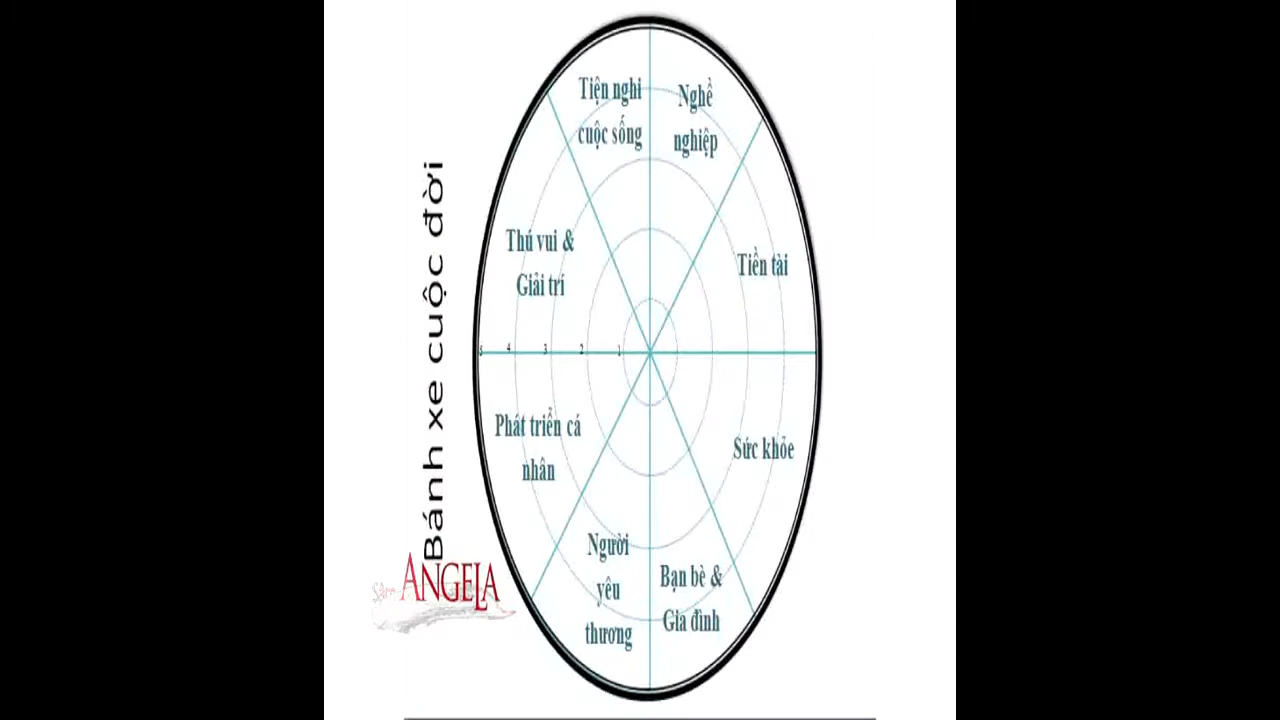 Bánh xe cuộc đời
Tiện nghi
cuộc sống
Nghề
nghiệp
Thú vui &
Giải trí
Tiền tài
5 4 3 2 1
Phát triển cá
nhân
Sức khỏe
Người
yêu
thương
Bạn bè &
Gia đình
ANGELA